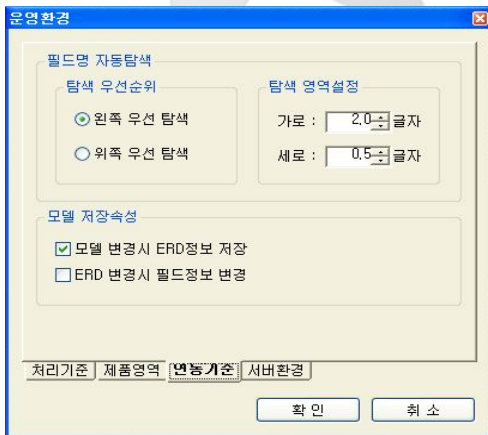 운영환경
필드명 자동탐색
탐색 우선순위
왼쪽 우선 탐색
위쪽 우선 탐색
탐색 영역설정
가로 : 2.0 글자
세로 : 0.5 글자
모델 저장속성
모델 변경시 ERD정보 저장
ERD 변경시 필드정보 변경
처리기준 제품영역 연동기준 서버환경
확 인 취 소